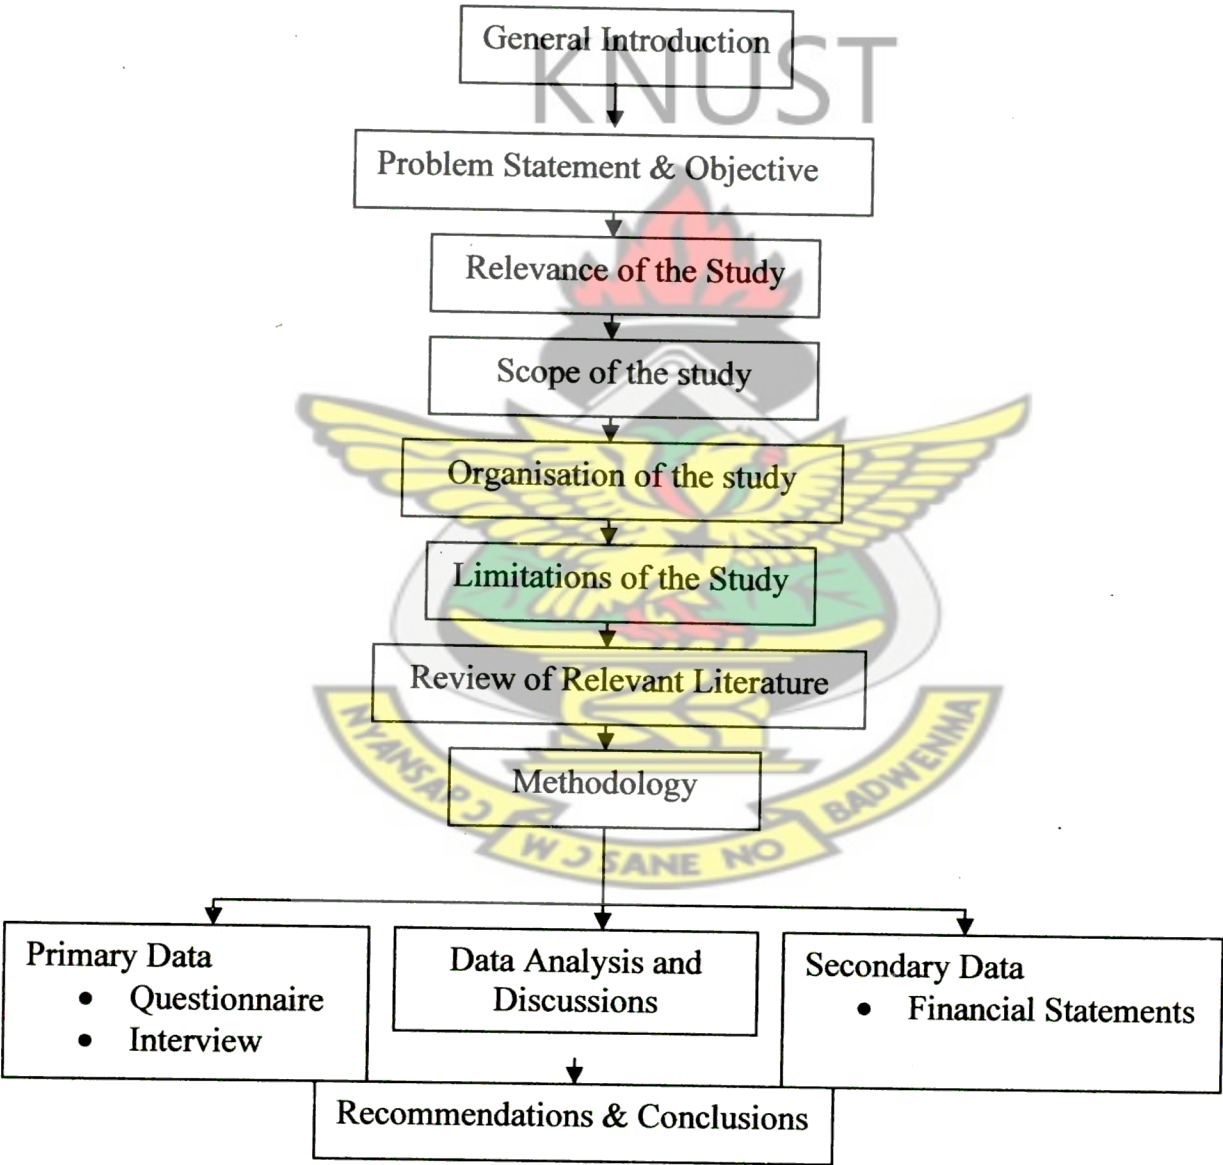 KNUST
General Introduction
Problem Statement & Objective
Relevance of the Study
Scope of the study
Organisation of the study
Limitations of the Study
Review of Relevant Literature
Methodology
NYANSAPƆ
WƆSANE NO
BADWENMA
Primary Data
• Questionnaire
• Interview
Data Analysis and
Discussions
Secondary Data
• Financial Statements
Recommendations & Conclusions